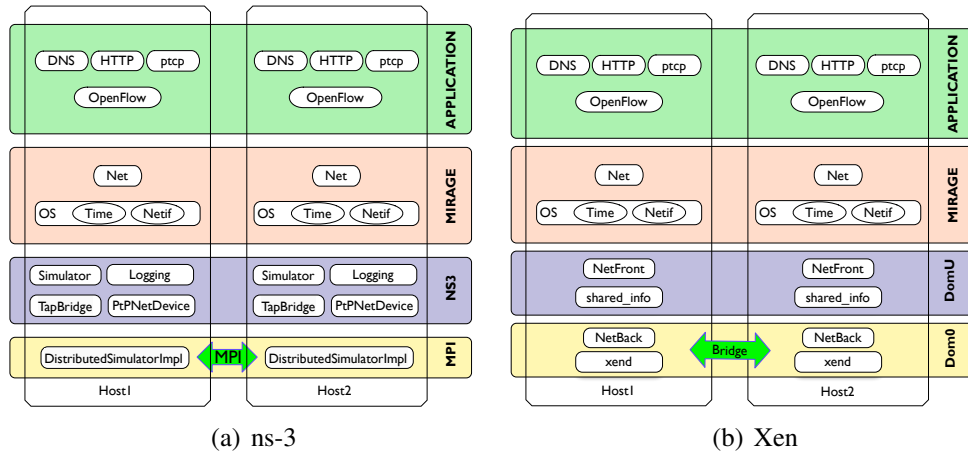 DNS HTTP ptcp DNS HTTP ptcp
OpenFlow OpenFlow
APPLICATION
Net Net
OS Time Netif OS Time Netif
MIRAGE
Simulator Logging Simulator Logging
TapBridge PtPNetDevice TapBridge PtPNetDevice
NS3
DistributedSimulatorImpl MPI DistributedSimulatorImpl
MPI
Host1 Host2
(a) ns-3
DNS HTTP ptcp DNS HTTP ptcp
OpenFlow OpenFlow
APPLICATION
Net Net
OS Time Netif OS Time Netif
MIRAGE
NetFront NetFront
shared_info shared_info
DomU
NetBack Bridge NetBack
xend xend
Dom0
Host1 Host2
(b) Xen